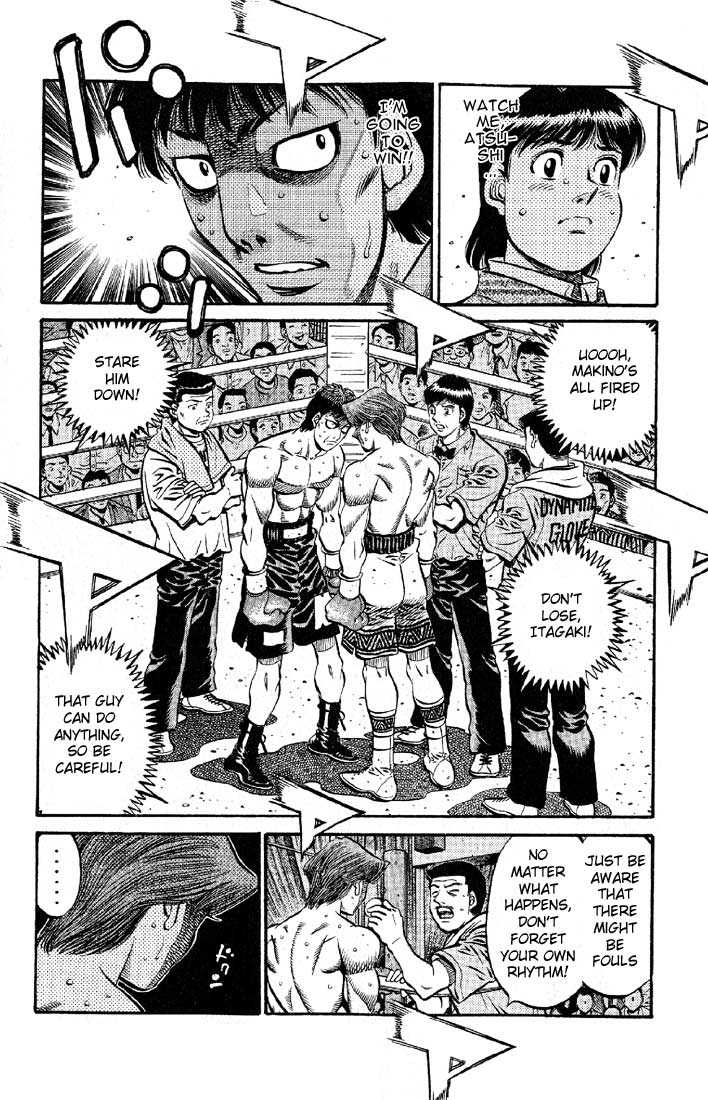 WATCH
ME,
ATSU-
SHI
....
I'M
GOING
TO
WIN!!
UOOOH,
MAKINO'S
ALL FIRED
UP!
STARE
HIM
DOWN!
DYNAMIC
GLOVE
DON'T
LOSE,
ITAGAKI!
THAT GUY
CAN DO
ANYTHING,
SO BE
CAREFUL!
JUST BE
AWARE
THAT
THERE
MIGHT
BE
FOULS
NO
MATTER
WHAT
HAPPENS,
DON'T
FORGET
YOUR OWN
RHYTHM!
.....